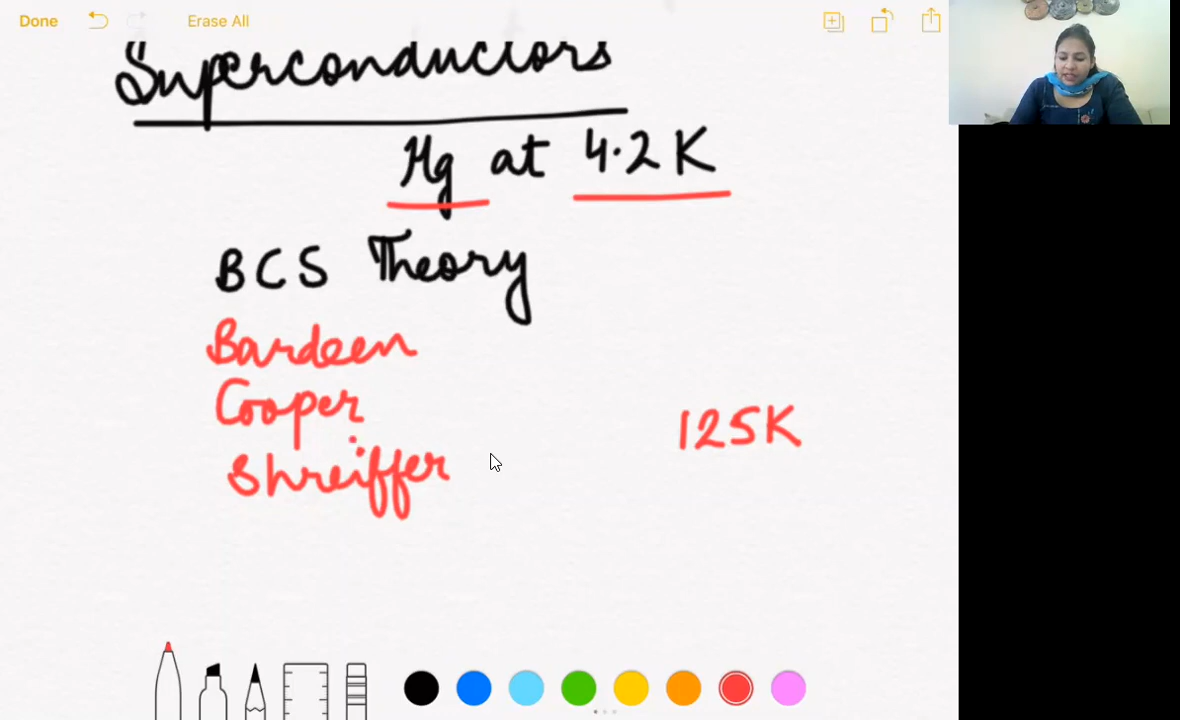 Done Erase All
Superconductors
Hg at 4.2 K
BCS Theory
Bardeen
Cooper
125K
Shreiffer